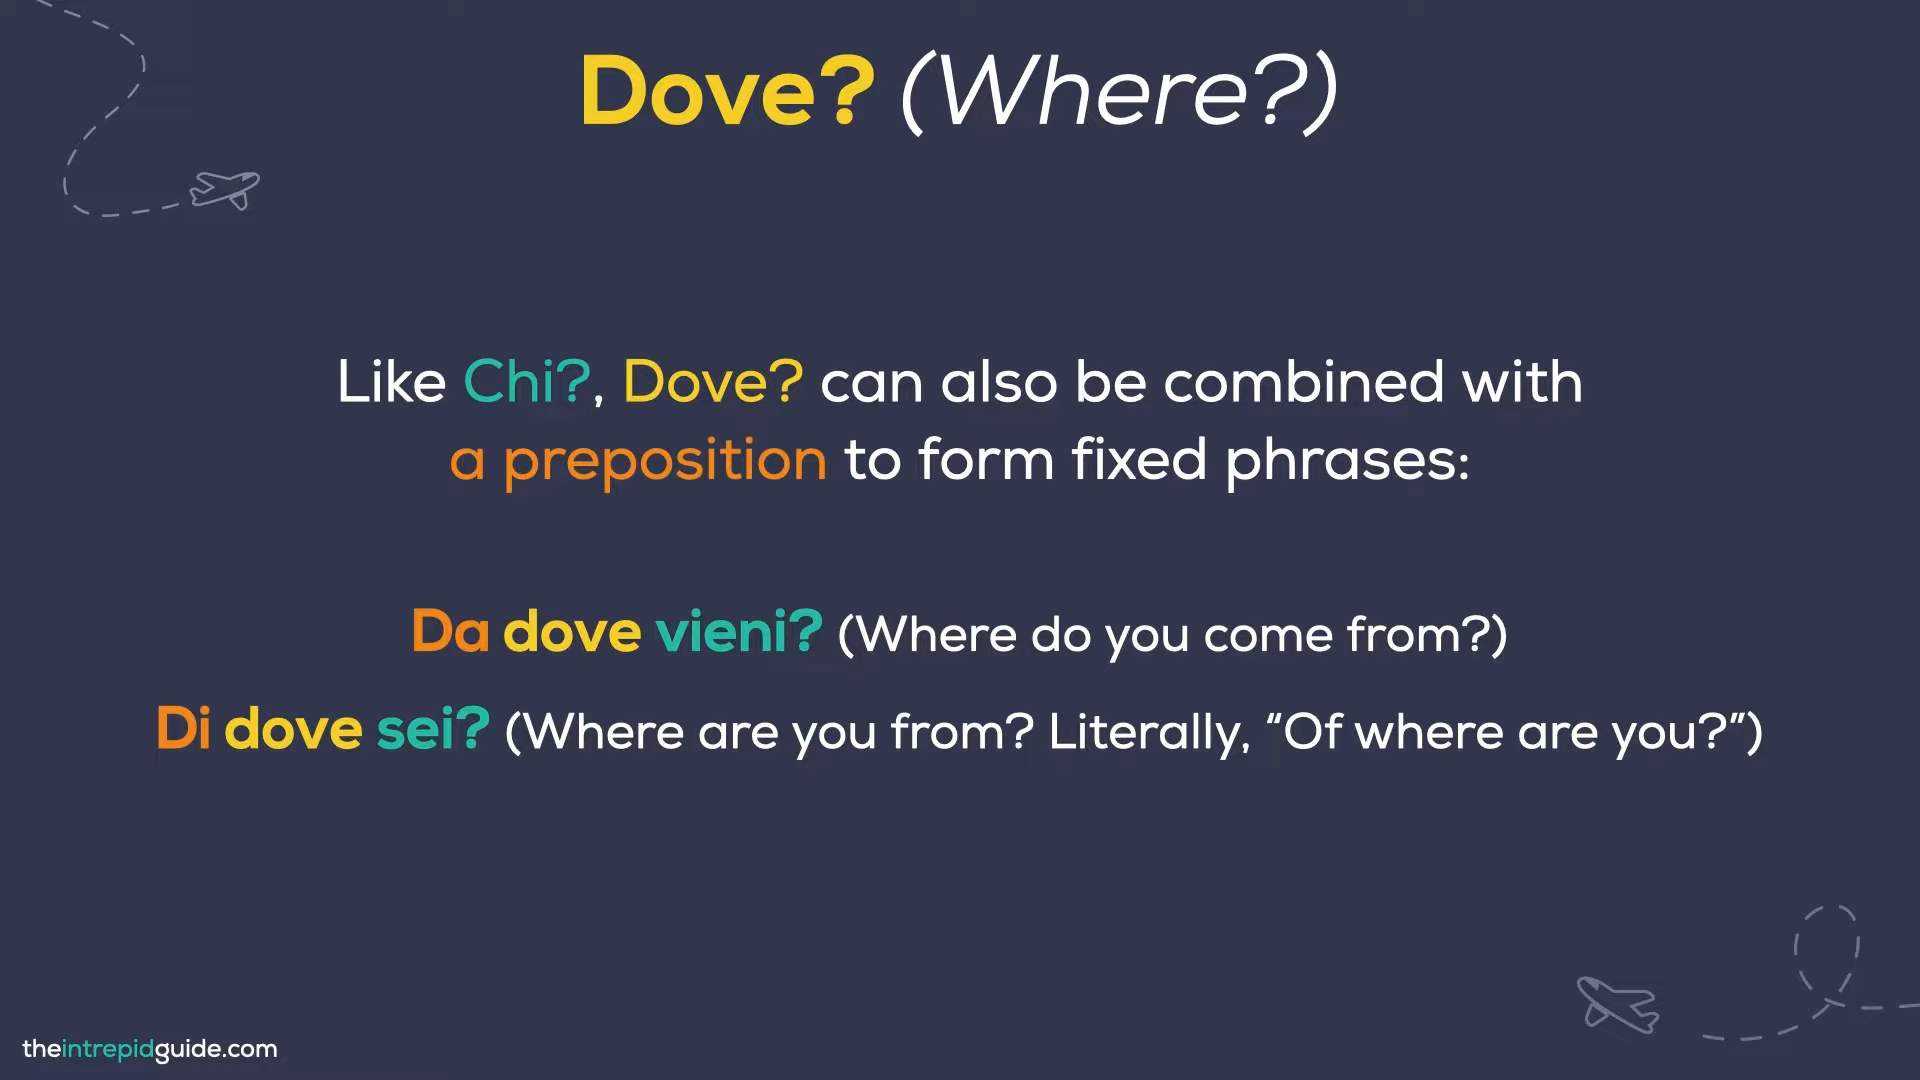 Dove? (Where?)
Like Chi?, Dove? can also be combined with
a preposition to form fixed phrases:
Da dove vieni? (Where do you come from?)
Di dove sei? (Where are you from? Literally, “Of where are you?”)
theintrepidguide.com